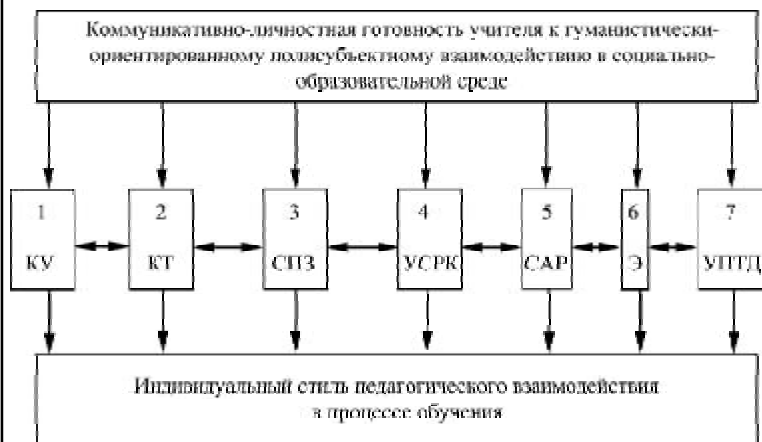 Коммуникативно-личностная готовность учителя к гуманистически-
ориентированному полисубъектному взаимодействию в социально-
образовательной среде
1 2 3 4 5 6 7
КУ КТ СПЗ УСРК САР Э УПТД
Индивидуальный стиль педагогического взаимодействия
в процессе обучения